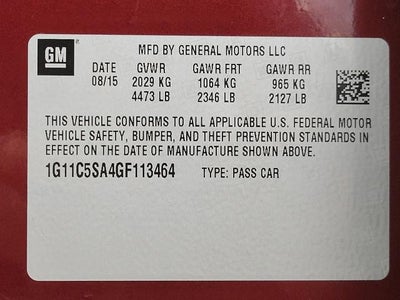 GM
MFD BY GENERAL MOTORS LLC
DATE GVWR GAWR FRT GAWR RR
08/15 2029 KG 1064 KG 965 KG
4473 LB 2346 LB 2127 LB
THIS VEHICLE CONFORMS TO ALL APPLICABLE U.S. FEDERAL MOTOR
VEHICLE SAFETY, BUMPER, AND THEFT PREVENTION STANDARDS IN
EFFECT ON THE DATE OF MANUFACTURE SHOWN ABOVE.
1G11C5SA4GF113464 TYPE: PASS CAR